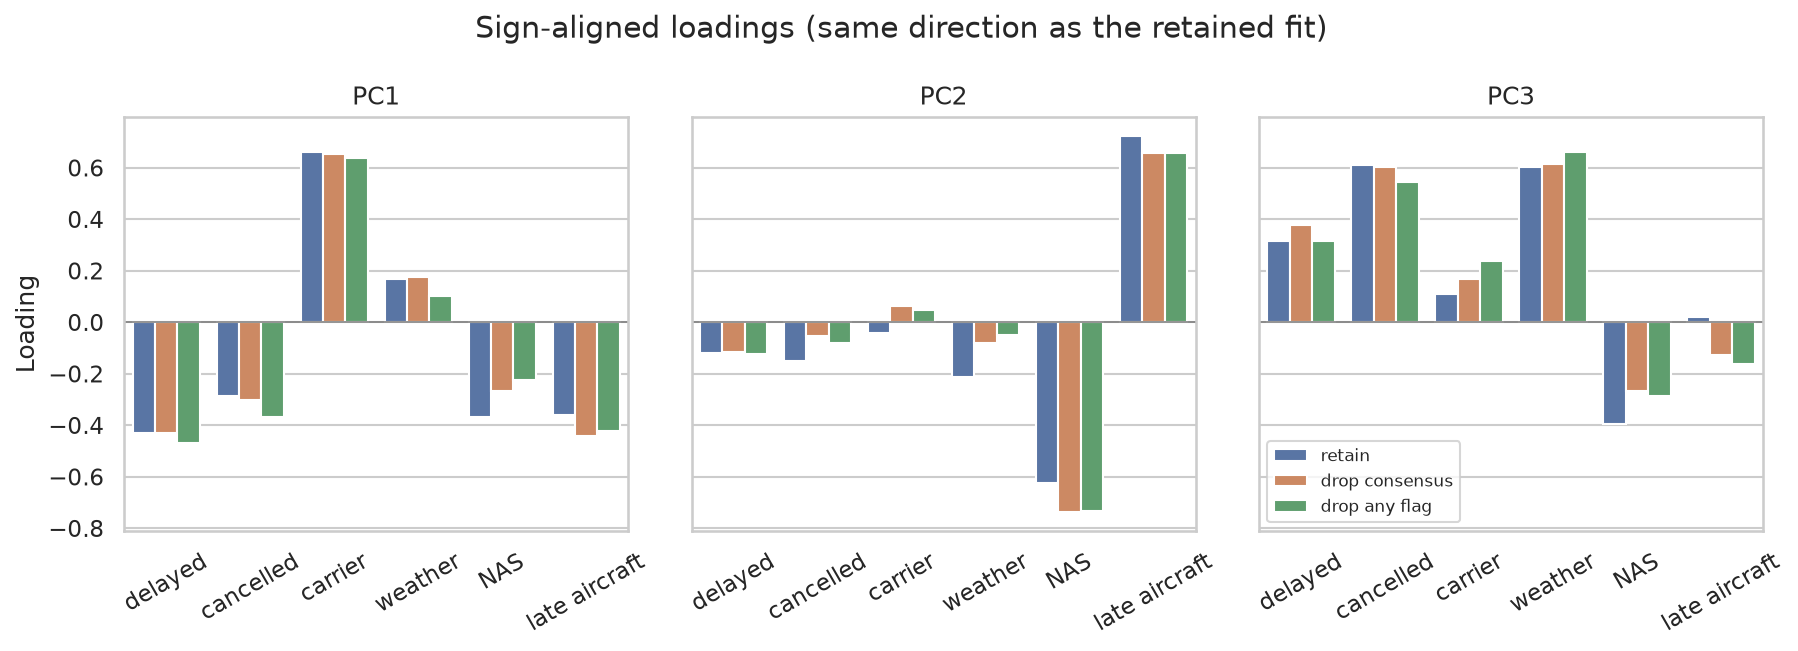 Sign-aligned loadings (same direction as the retained fit)
PC1
PC2
PC3
Loading
0.6
0.4
0.2
0.0
−0.2
−0.4
−0.6
−0.8
delayed
cancelled
carrier
weather
NAS
late aircraft
delayed
cancelled
carrier
weather
NAS
late aircraft
retain
drop consensus
drop any flag
delayed
cancelled
carrier
weather
NAS
late aircraft